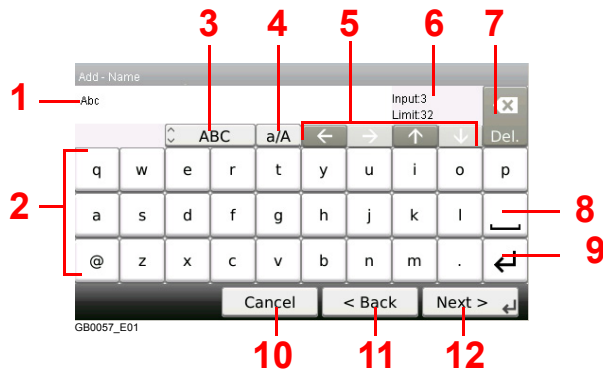 3 4 5 6 7
Add - Name
1 Abc Input:3
Limit:32
ABC a/A ← → ↑ ↓ Del.
q w e r t y u i o p
2 8
a s d f g h j k l
@ z x c v b n m . 9
Cancel < Back Next >
GB0057_E01
10 11 12